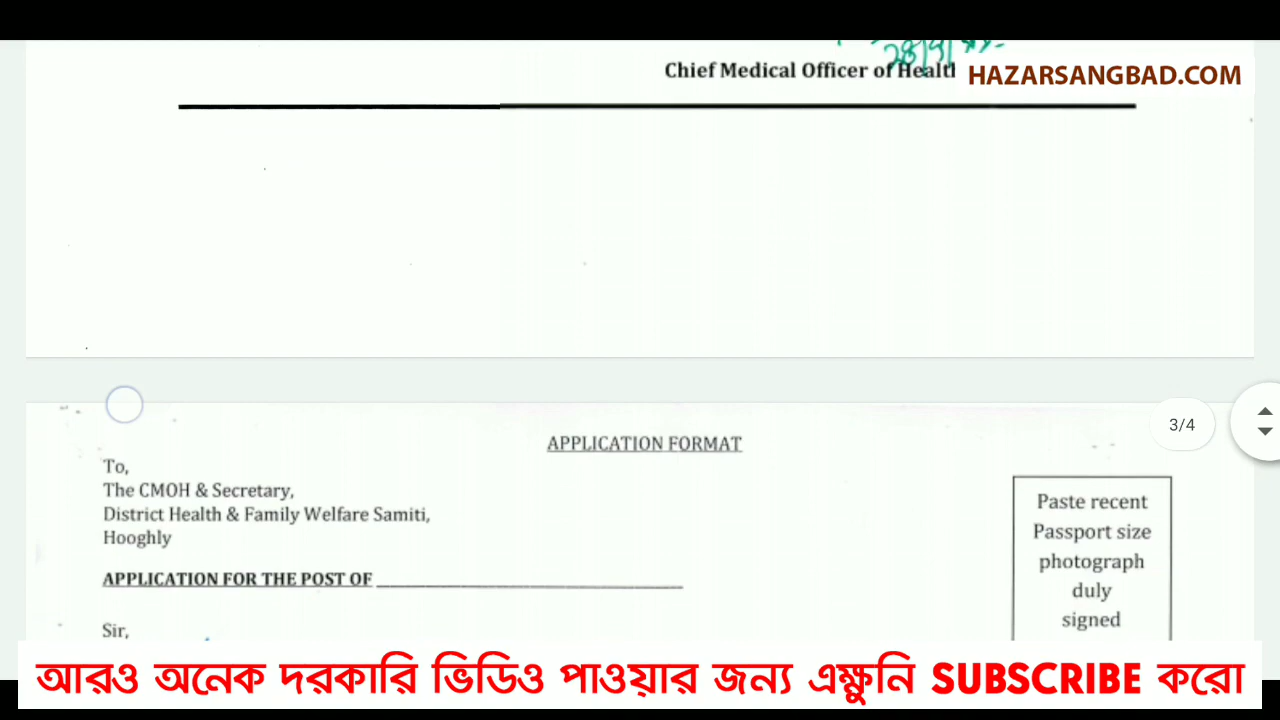 28/9/
Chief Medical Officer of Healt
HAZARSANGBAD.COM
3/4
APPLICATION FORMAT
To,
The CMOH & Secretary,
District Health & Family Welfare Samiti,
Hooghly
Paste recent
Passport size
photograph
duly
signed
APPLICATION FOR THE POST OF
Sir,
আরও অনেক দরকারি ভিডিও পাওয়ার জন্য এক্ষুনি SUBSCRIBE করো